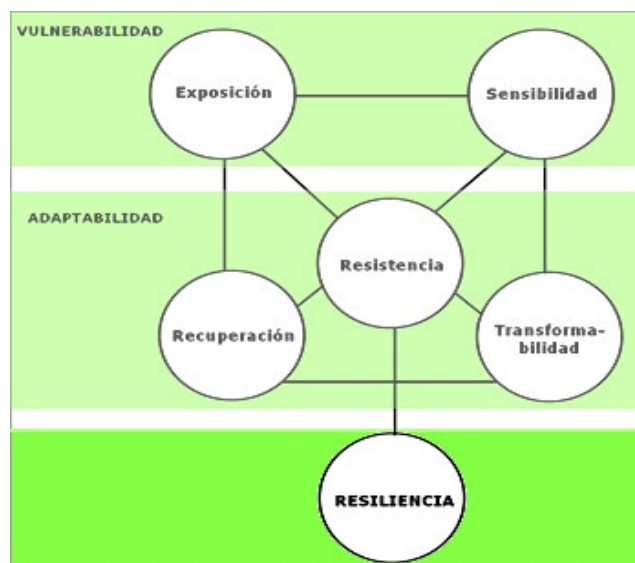 VULNERABILIDAD
Exposición
Sensibilidad
ADAPTABILIDAD
Resistencia
Recuperación
Transforma-
bilidad
RESILIENCIA